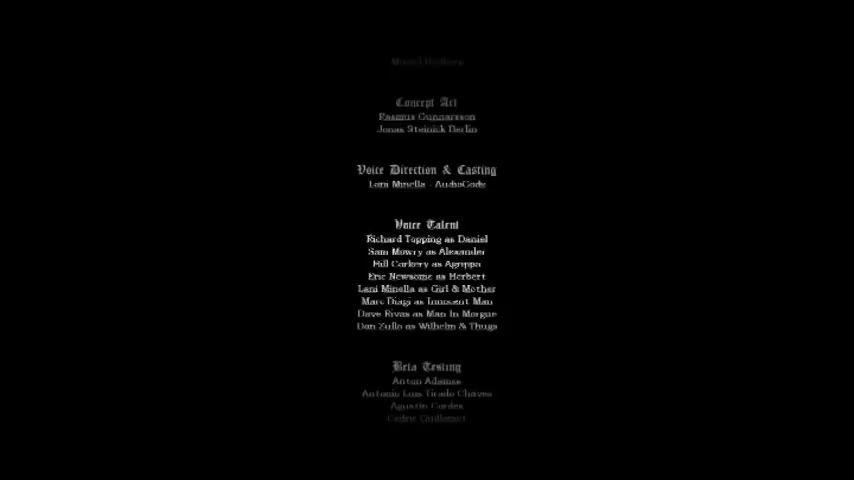 Concept Art
Rasmus Gunnarsson
Jonas Steinick Berlin
Voice Direction & Casting
Lani Minella - AudioGodz
Voice Talent
Richard Topping as Daniel
Sam Mowry as Alexander
Bill Corkery as Agrippa
Eric Newsome as Herbert
Lani Minella as Girl & Mother
Marc Biagi as Innocent Man
Dave Rivas as Man In Morgue
Dan Zullo as Wilhelm & Thugs
Beta Testing
Anton Adamse
Antonio Luis Tirado Chaves
Agustin Cordes
Cedric Guillemet